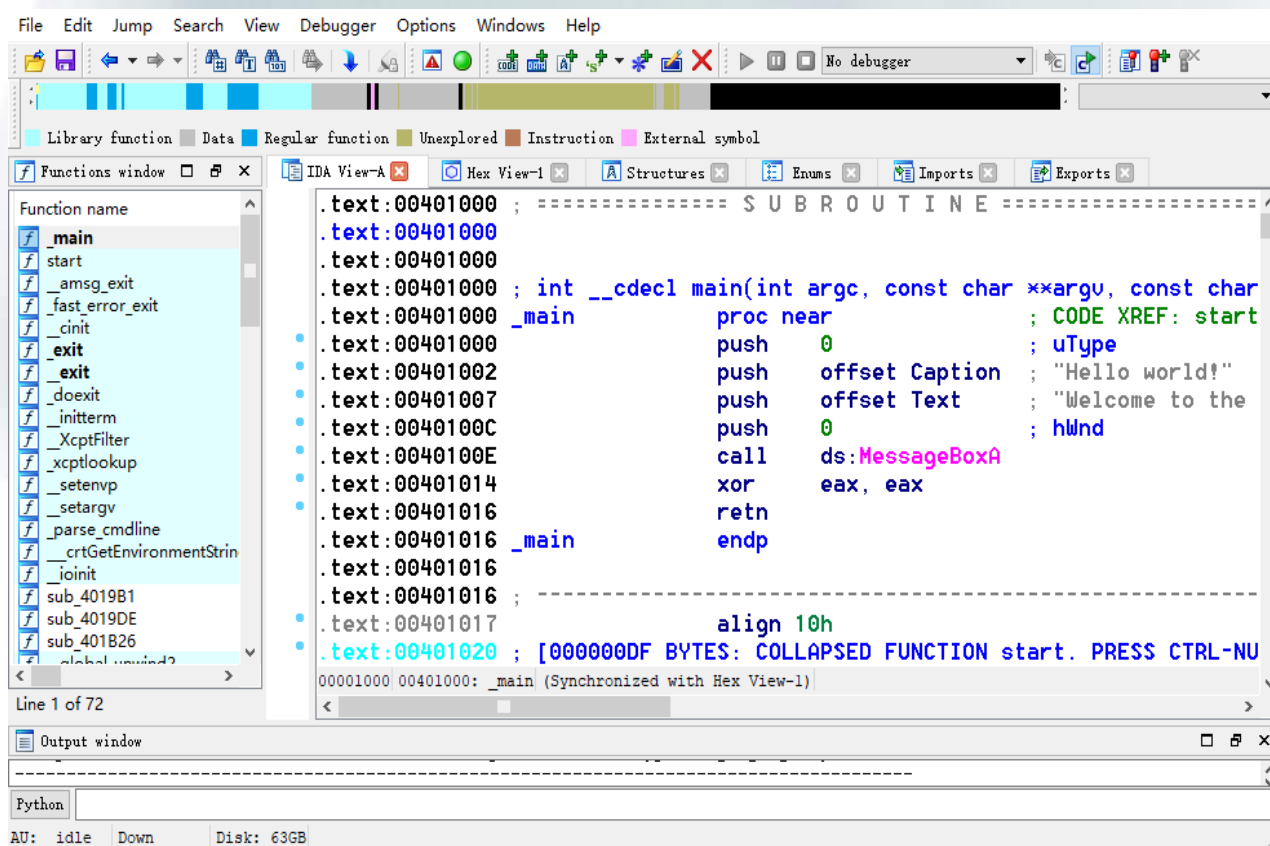 File Edit Jump Search View Debugger Options Windows Help
No debugger
Library function Data Regular function Unexplored Instruction External symbol
Functions window
IDA View-A Hex View-1 Structures Enums Imports Exports
Function name
_main
start
__amsg_exit
_fast_error_exit
__cinit
_exit
__exit
_doexit
__initterm
__XcptFilter
_xcptlookup
__setenvp
__setargv
_parse_cmdline
___crtGetEnvironmentStrin
__ioinit
sub_4019B1
sub_4019DE
sub_401B26
Line 1 of 72
.text:00401000 ; =============== S U B R O U T I N E ====================
.text:00401000
.text:00401000
.text:00401000 ; int __cdecl main(int argc, const char **argv, const char
.text:00401000 _main proc near ; CODE XREF: start
.text:00401000 push 0 ; uType
.text:00401002 push offset Caption ; "Hello world!"
.text:00401007 push offset Text ; "Welcome to the
.text:0040100C push 0 ; hWnd
.text:0040100E call ds:MessageBoxA
.text:00401014 xor eax, eax
.text:00401016 retn
.text:00401016 _main endp
.text:00401016
.text:00401016 ; ---------------------------------------------
.text:00401017 align 10h
.text:00401020 ; [000000DF BYTES: COLLAPSED FUNCTION start. PRESS CTRL-NU
00001000 00401000: _main (Synchronized with Hex View-1)
Output window
Python
AU: idle Down Disk: 63GB